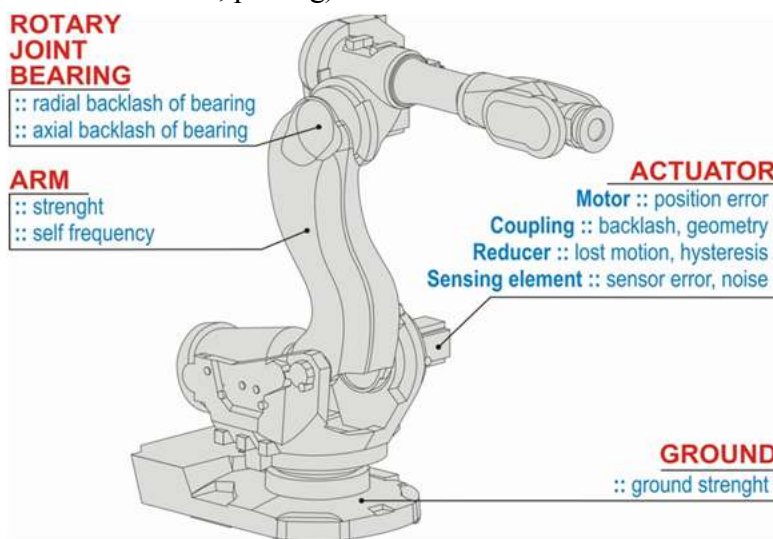 ROTARY
JOINT
BEARING
:: radial backlash of bearing
:: axial backlash of bearing
ARM
:: strenght
:: self frequency
ACTUATOR
Motor :: position error
Coupling :: backlash, geometry
Reducer :: lost motion, hysteresis
Sensing element :: sensor error, noise
GROUND
:: ground strenght